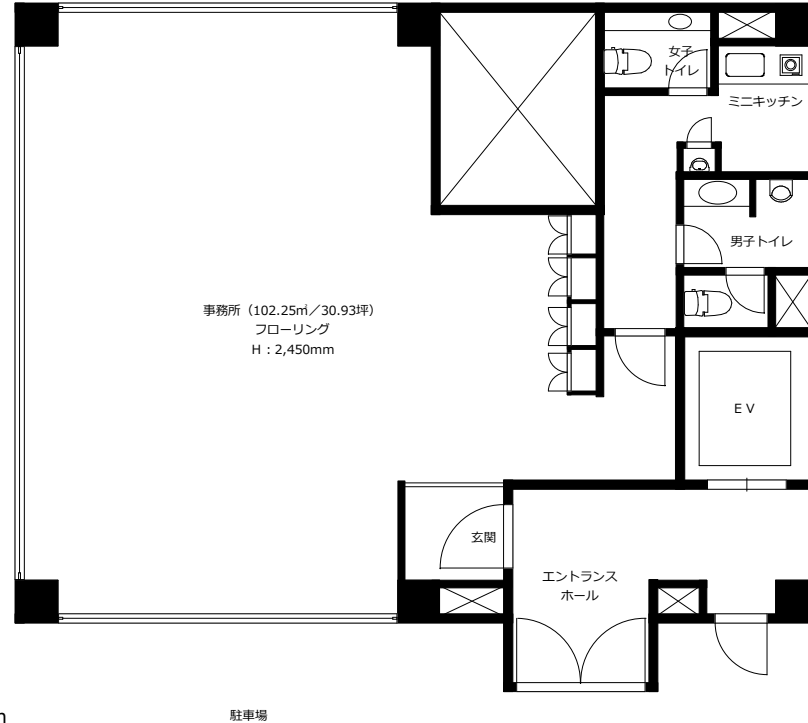 女子
トイレ
ミニキッチン
男子トイレ
事務所（102.25㎡／30.93坪）
フローリング
H：2,450mm
EV
玄関
エントランス
ホール
駐車場